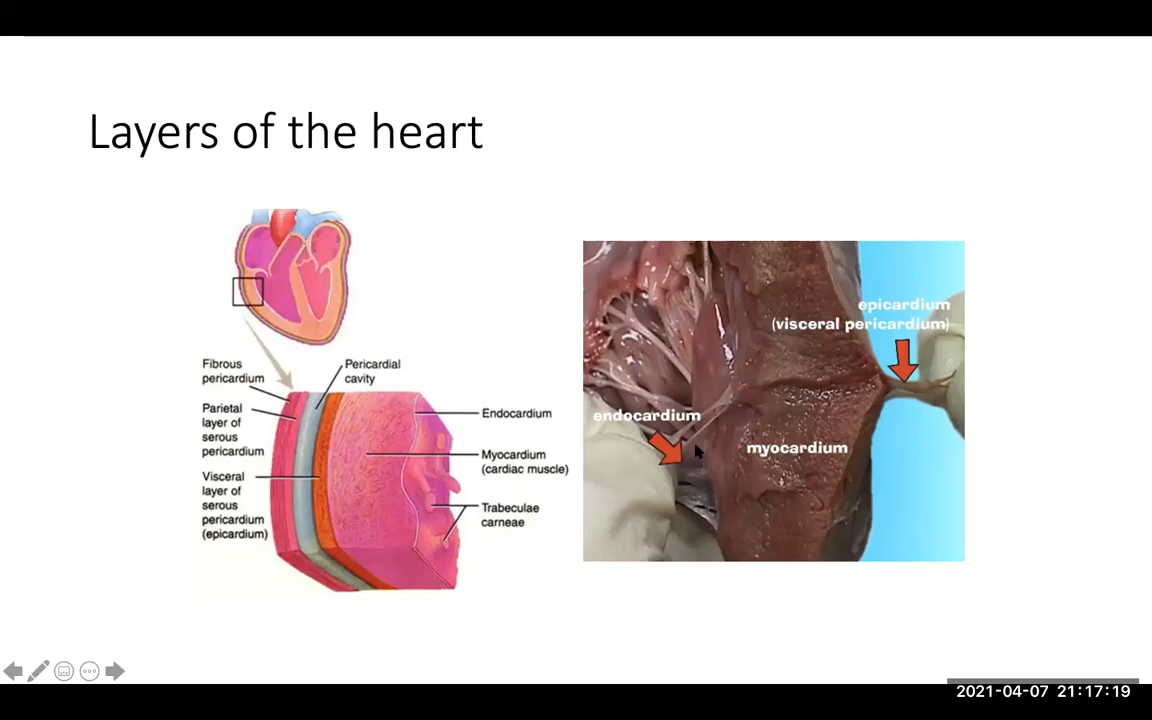 Layers of the heart
Fibrous
pericardium
Parietal
layer of
serous
pericardium
Visceral
layer of
serous
pericardium
(epicardium)
Pericardial
cavity
Endocardium
Myocardium
(cardiac muscle)
Trabeculae
carneae
epicardium
(visceral pericardium)
endocardium
myocardium
2021-04-07 21:17:19